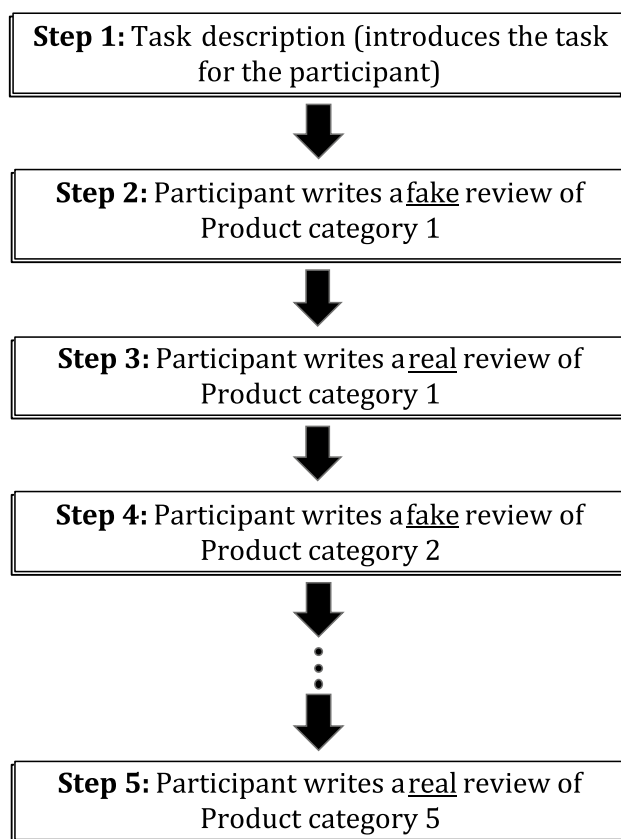 Step 1: Task description (introduces the task
for the participant)
Step 2: Participant writes a fake review of
Product category 1
Step 3: Participant writes a real review of
Product category 1
Step 4: Participant writes a fake review of
Product category 2
Step 5: Participant writes a real review of
Product category 5